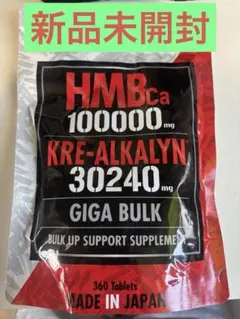 新品未開封
HMBCa
100000mg
KRE-ALKALYN
30240mg
GIGA BULK
BULK UP SUPPORT SUPPLEMENT
360 Tablets
MADE IN JAPAN